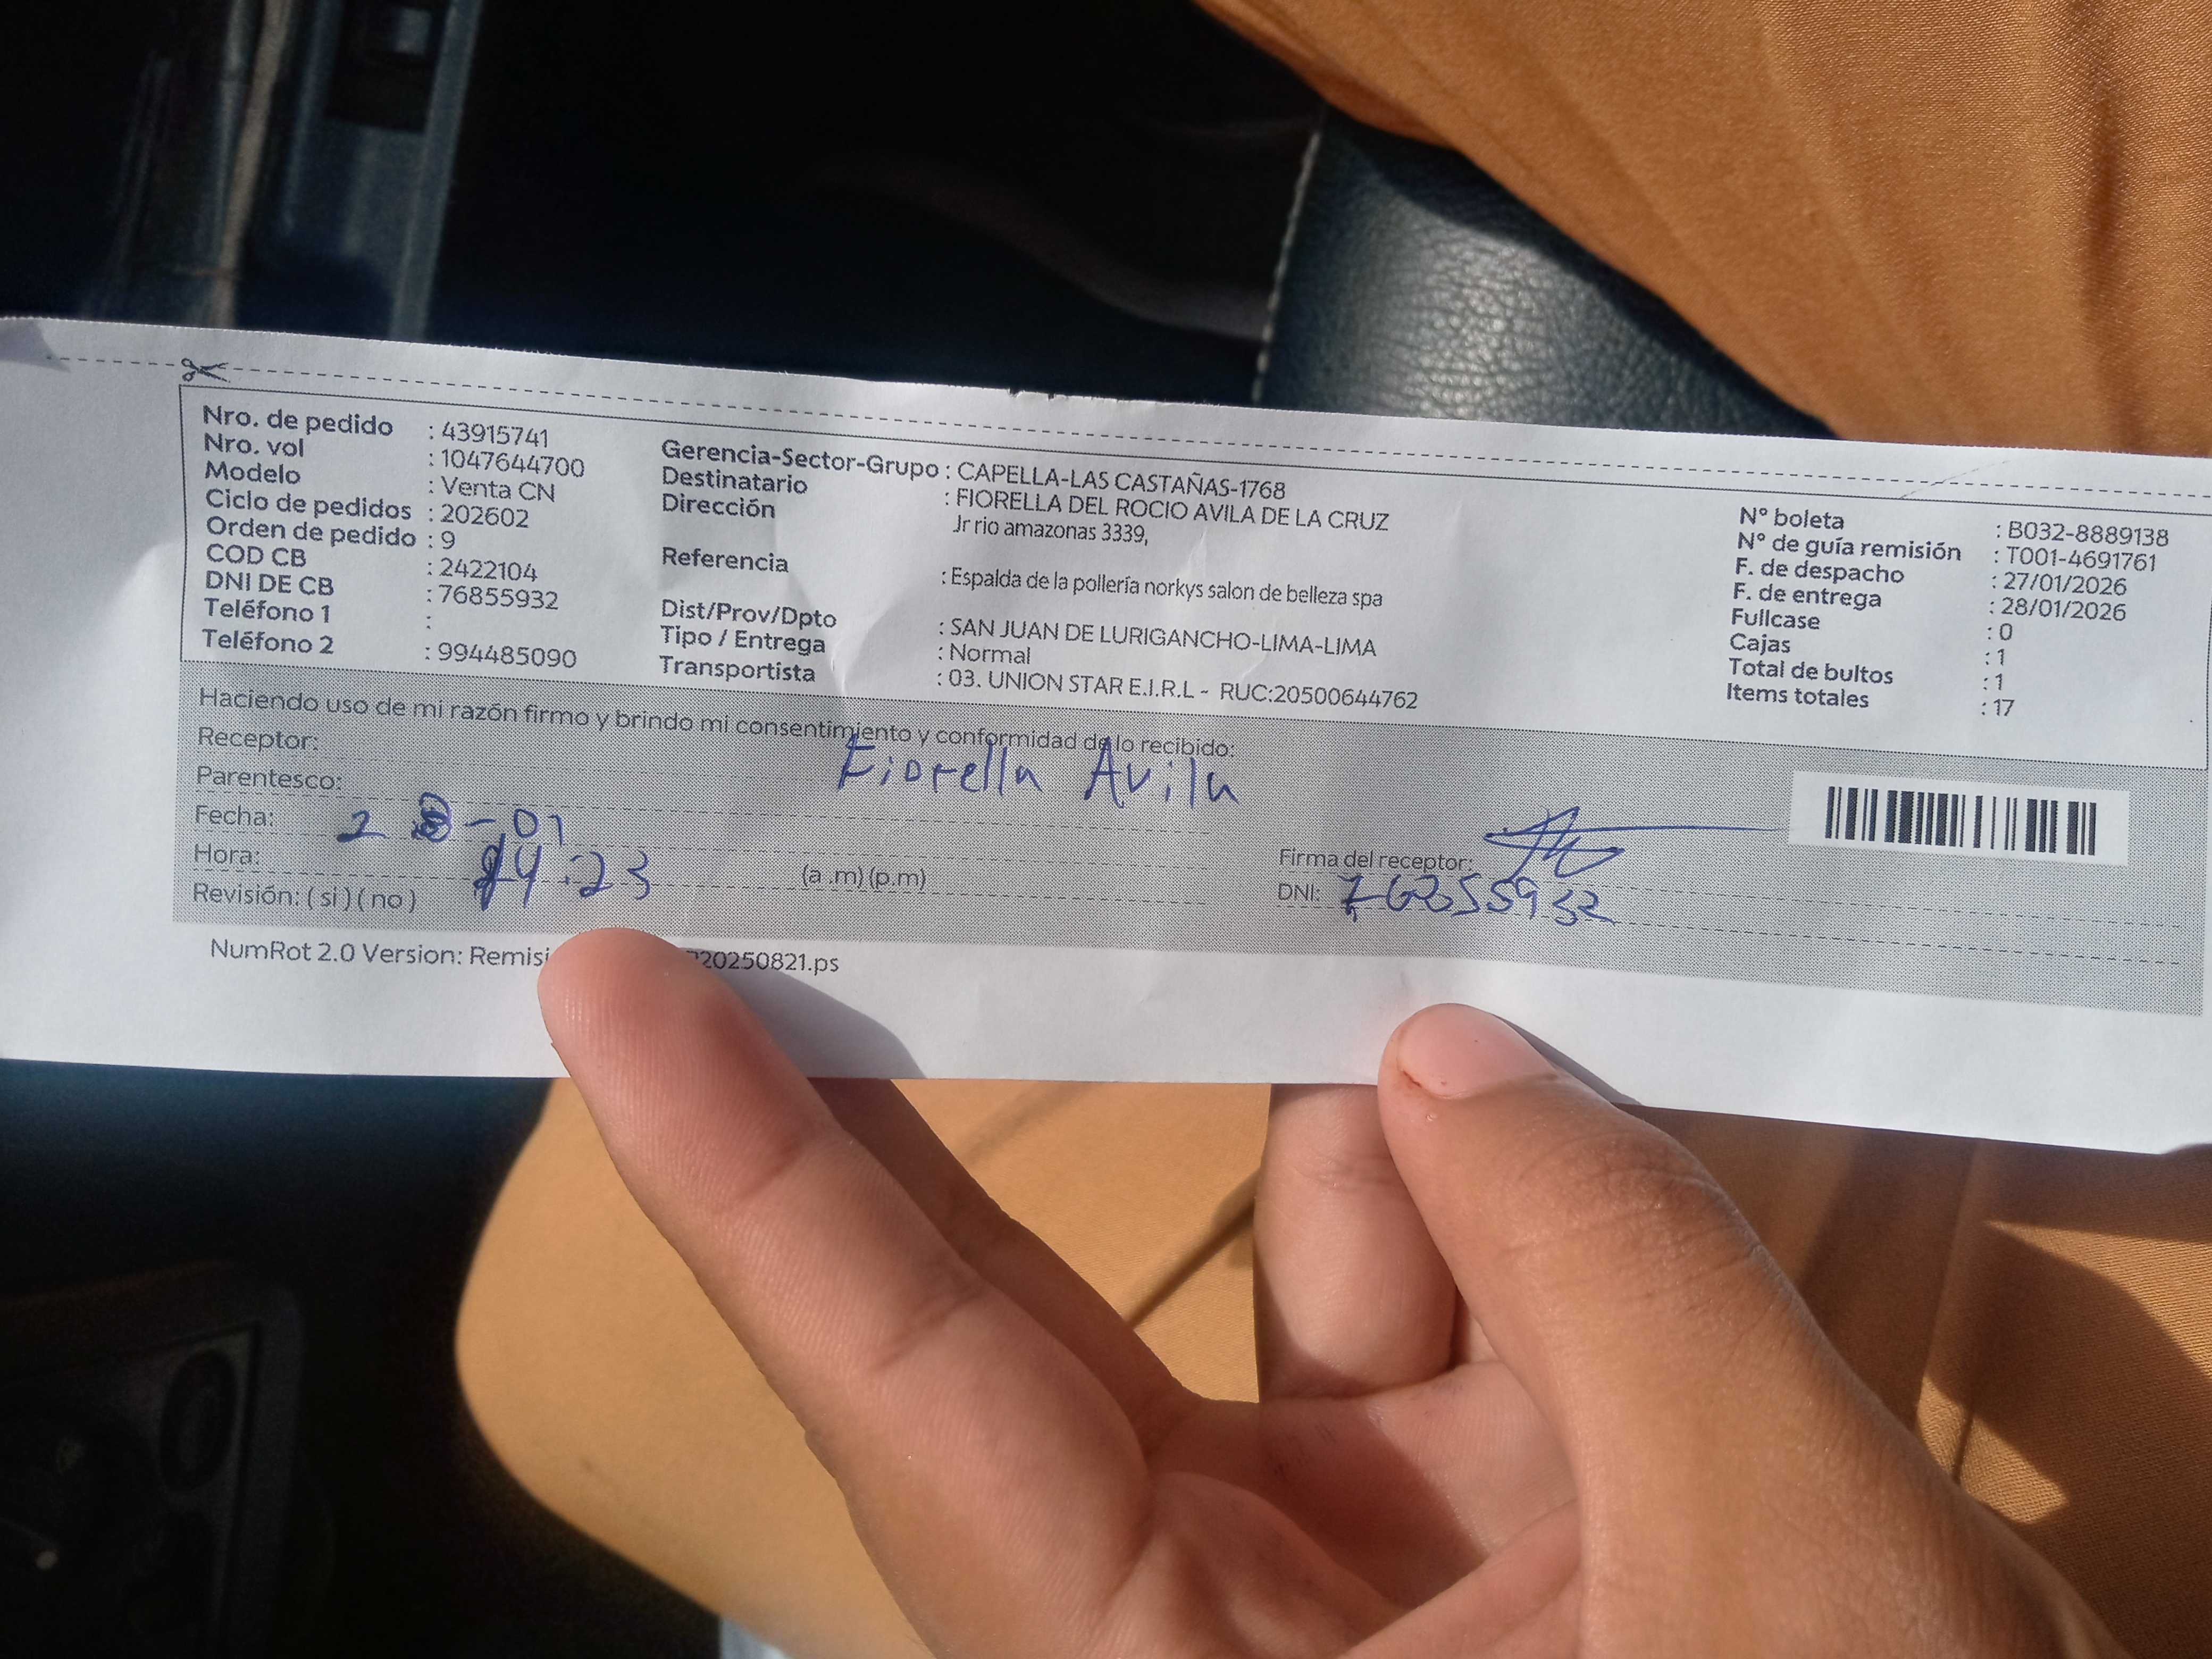 Nro. de pedido : 43915741
Nro. vol : 1047644700
Modelo : Venta CN
Ciclo de pedidos : 202602
Orden de pedido : 9
COD CB : 2422104
DNI DE CB : 76855932
Teléfono 1 :
Teléfono 2 : 994485090
Gerencia-Sector-Grupo : CAPELLA-LAS CASTAÑAS-1768
Destinatario : FIORELLA DEL ROCIO AVILA DE LA CRUZ
Dirección Jr rio amazonas 3339,
Referencia : Espalda de la pollería norkys salon de belleza spa
Dist/Prov/Dpto : SAN JUAN DE LURIGANCHO-LIMA-LIMA
Tipo / Entrega : Normal
Transportista : 03. UNION STAR E.I.R.L - RUC:20500644762
N° boleta : B032-8889138
N° de guía remisión : T001-4691761
F. de despacho : 27/01/2026
F. de entrega : 28/01/2026
Fullcase : 0
Cajas : 1
Total de bultos : 1
Items totales : 17
Haciendo uso de mi razón firmo y brindo mi consentimiento y conformidad de lo recibido:
Receptor: Fiorella Avila
Parentesco:
Fecha: 28-01
Hora: 14:23 (a .m) (p.m)
Revisión: ( si ) ( no )
Firma del receptor:
DNI: 76855932
NumRot 2.0 Version: 20250821.ps